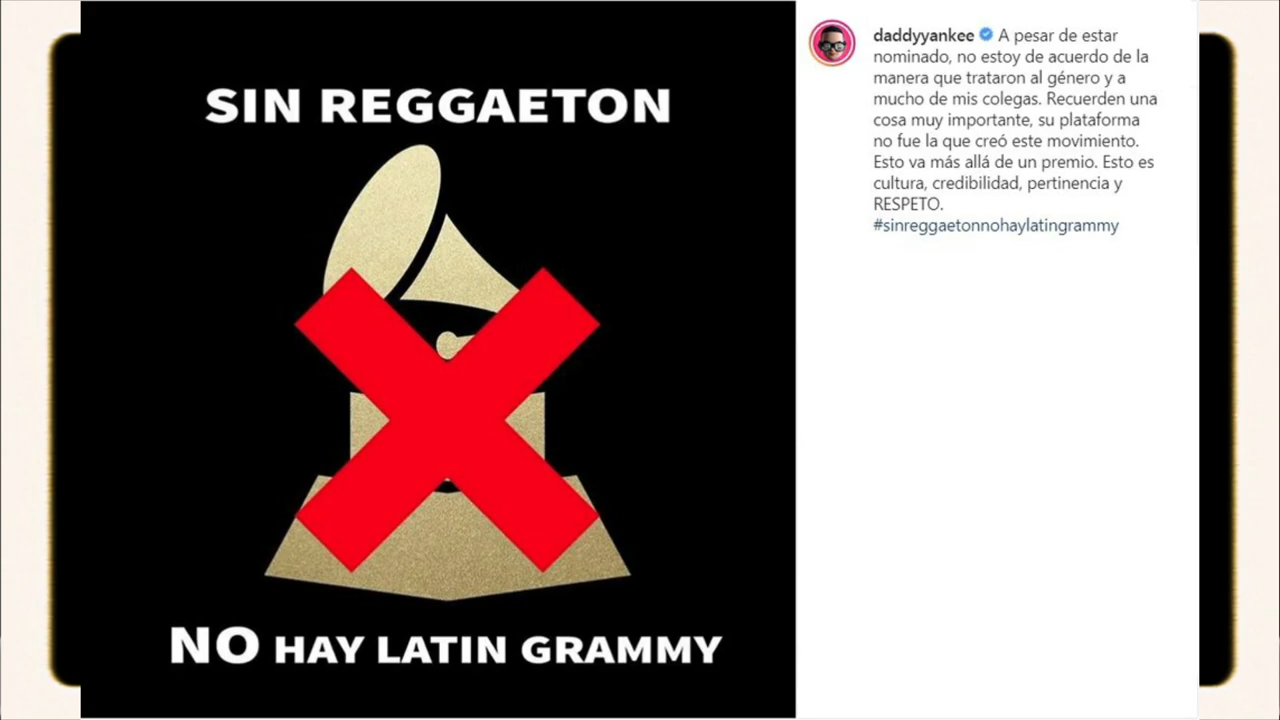 SIN REGGAETON
NO HAY LATIN GRAMMY
daddyyankee A pesar de estar
nominado, no estoy de acuerdo de la
manera que trataron al género y a
mucho de mis colegas. Recuerden una
cosa muy importante, su plataforma
no fue la que creó este movimiento.
Esto va más allá de un premio. Esto es
cultura, credibilidad, pertinencia y
RESPETO.
#sinreggaetonnohaylatingrammy